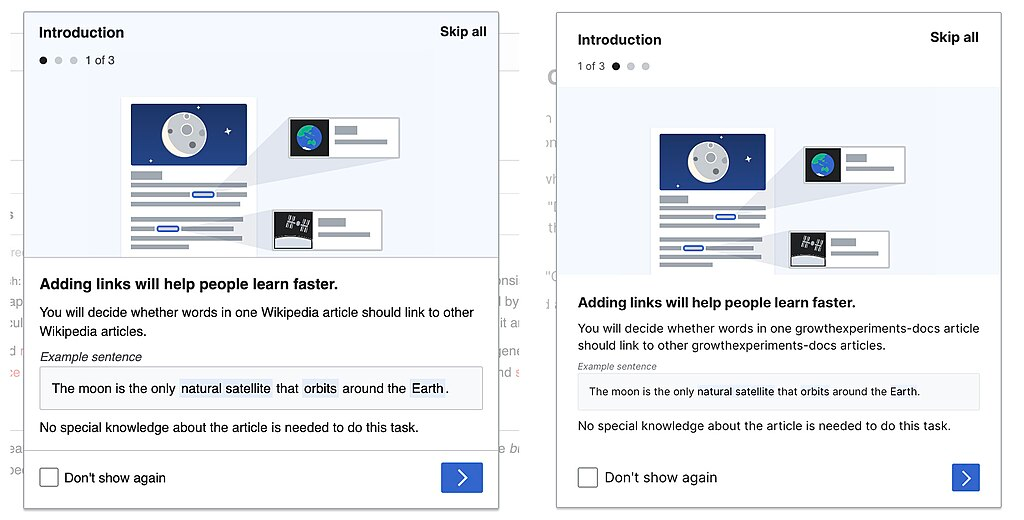 Introduction
Skip all
1 of 3
Adding links will help people learn faster.
You will decide whether words in one Wikipedia article should link to other
Wikipedia articles.
Example sentence
The moon is the only natural satellite that orbits around the Earth.
No special knowledge about the article is needed to do this task.
Don't show again
Introduction
Skip all
1 of 3
Adding links will help people learn faster.
You will decide whether words in one growthexperiments-docs article
should link to other growthexperiments-docs articles.
Example sentence
The moon is the only natural satellite that orbits around the Earth.
No special knowledge about the article is needed to do this task.
Don't show again